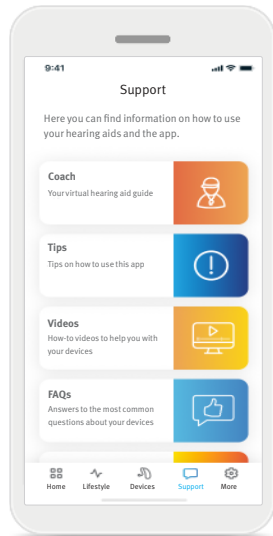 9:41
Support
Here you can find information on how to use
your hearing aids and the app.
Coach
Your virtual hearing aid guide
Tips
Tips on how to use this app
Videos
How-to videos to help you with
your devices
FAQs
Answers to the most common
questions about your devices
Home Lifestyle Devices Support More